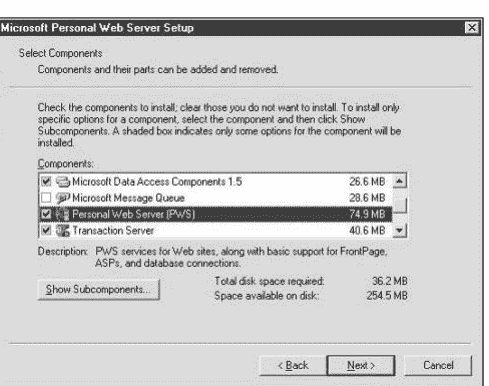 Microsoft Personal Web Server Setup
Select Components
Components and their parts can be added and removed.
Check the components to install; clear those you do not want to install. To install only
specific options for a component, select the component and then click Show
Subcomponents. A shaded box indicates only some options for the component will be
installed.
Components:
Microsoft Data Access Components 1.5 26.6 MB
Microsoft Message Queue 28.6 MB
Personal Web Server (PWS) 74.9 MB
Transaction Server 40.6 MB
Description: PWS services for Web sites, along with basic support for FrontPage,
ASPs, and database connections.
Show Subcomponents... Total disk space required: 36.2 MB
Space available on disk: 254.5 MB
< Back Next > Cancel